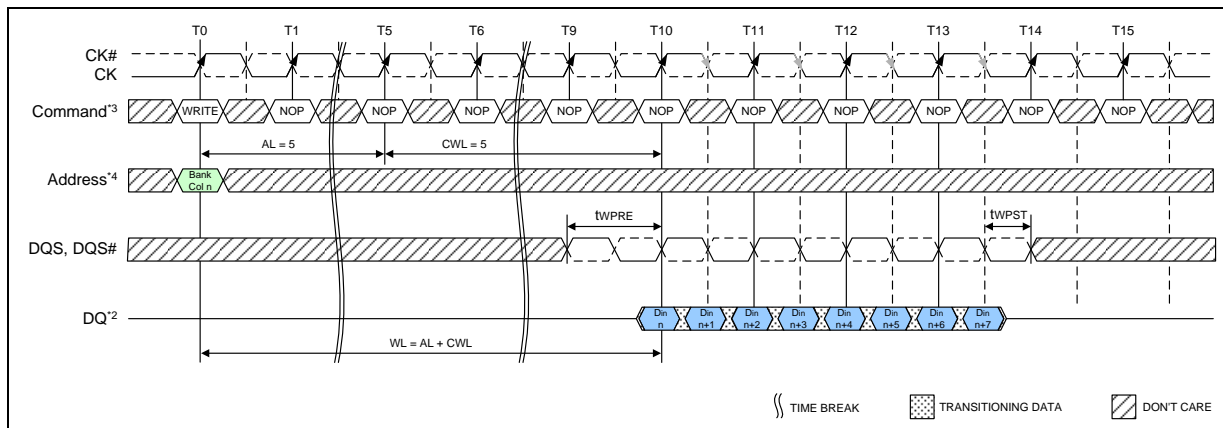 T0 T1 T5 T6 T9 T10 T11 T12 T13 T14 T15
CK#
CK
Command*3 WRITE NOP NOP NOP NOP NOP NOP NOP NOP NOP NOP
AL = 5 CWL = 5
Address*4 Bank
Col n
tWPRE tWPST
DQS, DQS#
DQ*2 Din Din Din Din Din Din Din Din
n n+1 n+2 n+3 n+4 n+5 n+6 n+7
WL = AL + CWL
TIME BREAK TRANSITIONING DATA DON'T CARE